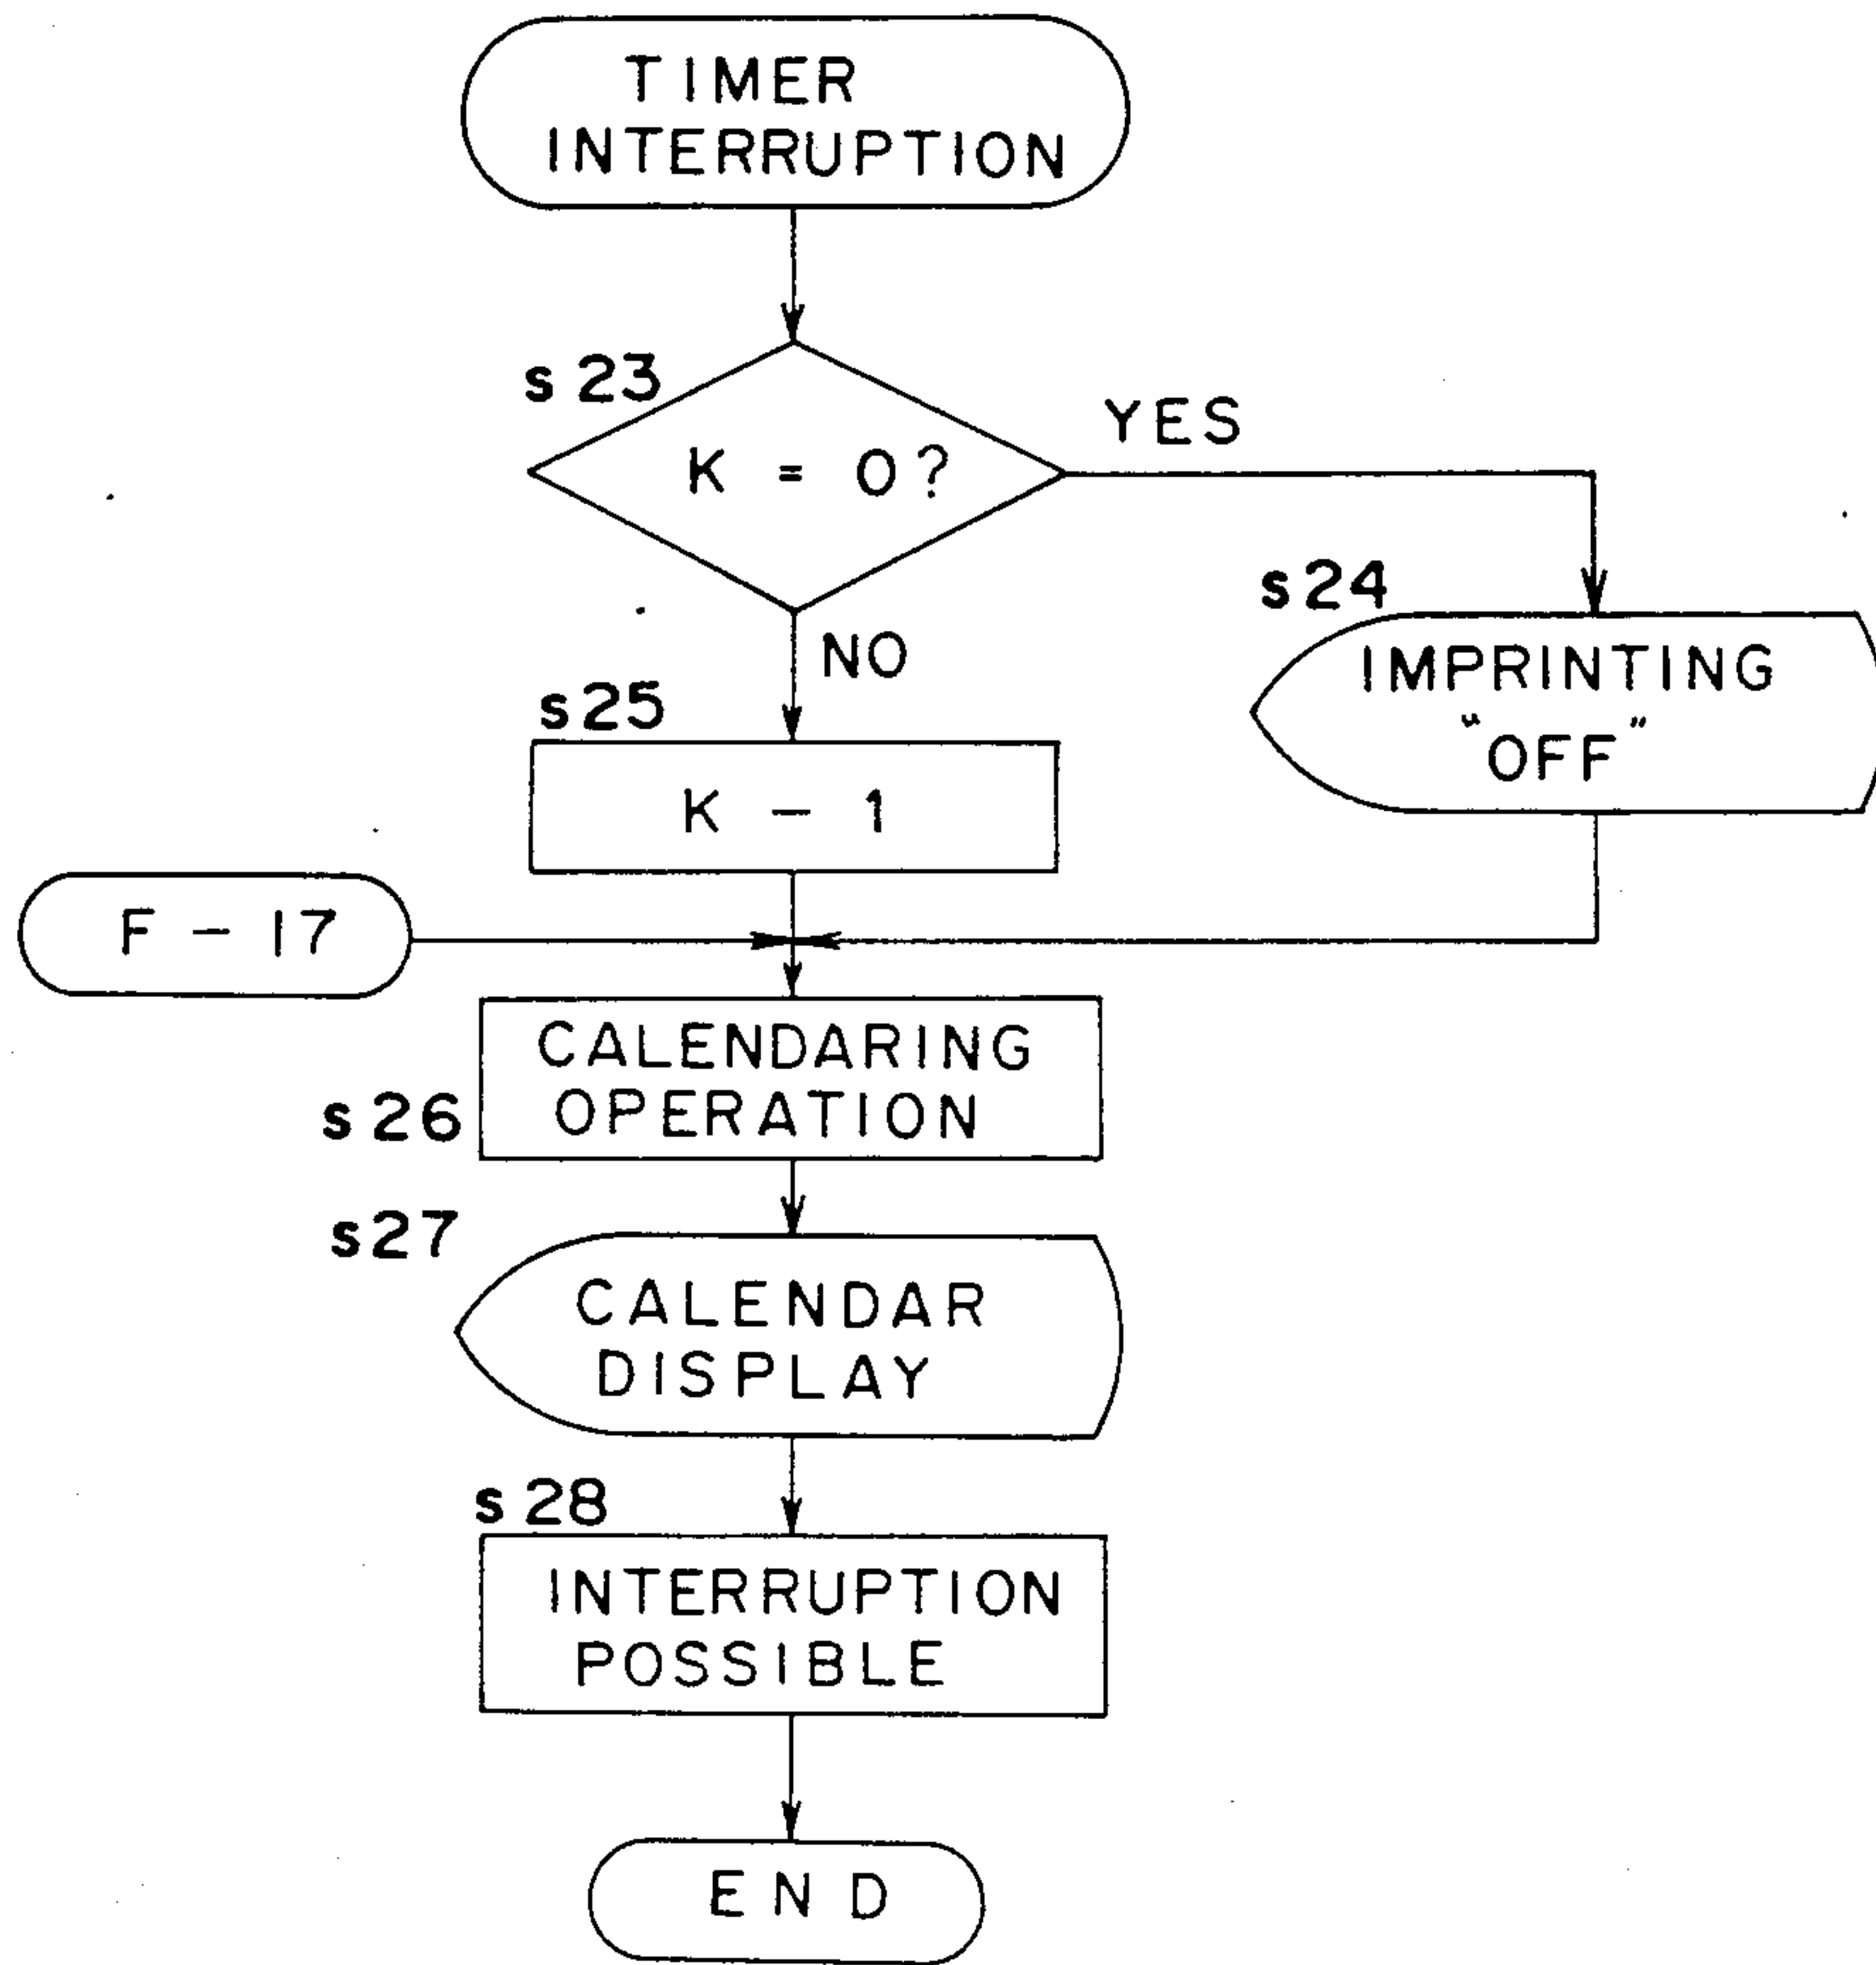 TIMER
INTERRUPTION
s23
K = 0?
YES
NO
s24
IMPRINTING
"OFF"
s25
K - 1
F - 17
CALENDARING
OPERATION
s26
s27
CALENDAR
DISPLAY
s28
INTERRUPTION
POSSIBLE
END